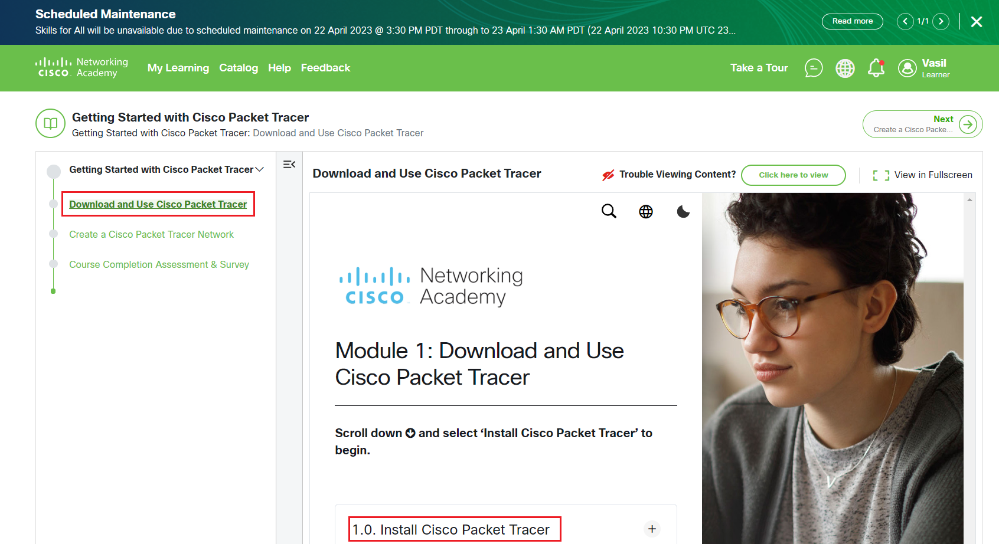 Scheduled Maintenance
Skills for All will be unavailable due to scheduled maintenance on 22 April 2023 @ 3:30 PM PDT through to 23 April 1:30 AM PDT (22 April 2023 10:30 PM UTC 23...
Read more
1/1
CISCO Networking Academy
My Learning Catalog Help Feedback
Take a Tour
Vasil
Learner
Getting Started with Cisco Packet Tracer
Getting Started with Cisco Packet Tracer: Download and Use Cisco Packet Tracer
Next
Create a Cisco Packe...
Getting Started with Cisco Packet Tracer
Download and Use Cisco Packet Tracer
Create a Cisco Packet Tracer Network
Course Completion Assessment & Survey
Download and Use Cisco Packet Tracer
Trouble Viewing Content?
Click here to view
View in Fullscreen
Networking
CISCO Academy
Module 1: Download and Use
Cisco Packet Tracer
Scroll down and select ‘Install Cisco Packet Tracer’ to
begin.
1.0. Install Cisco Packet Tracer